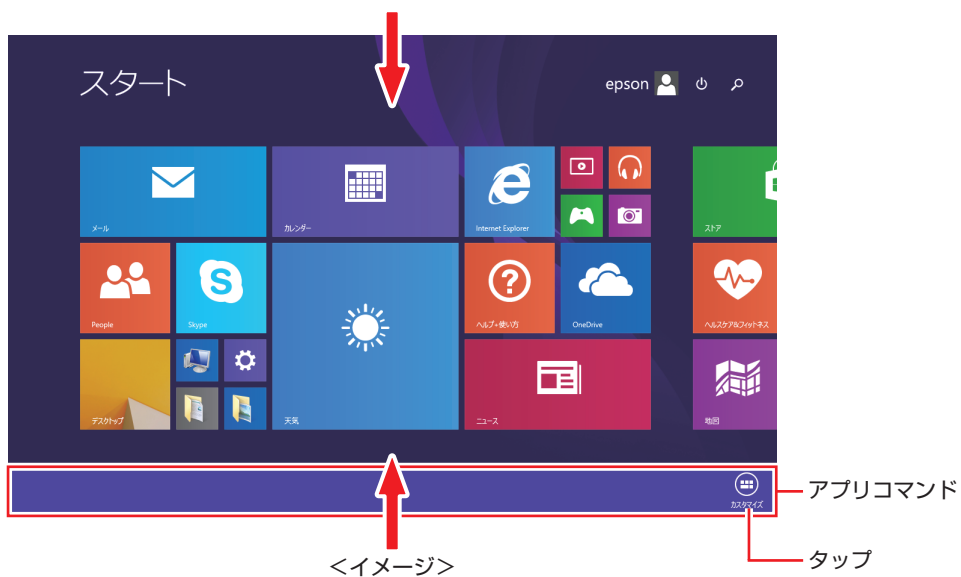 スタート
epson
メール
カレンダー
Internet Explorer
ストア
People
Skype
天気
ヘルプ+使い方
OneDrive
ヘルスケア&フィットネス
デスクトップ
ニュース
地図
カスタマイズ
アプリコマンド
タップ
＜イメージ＞